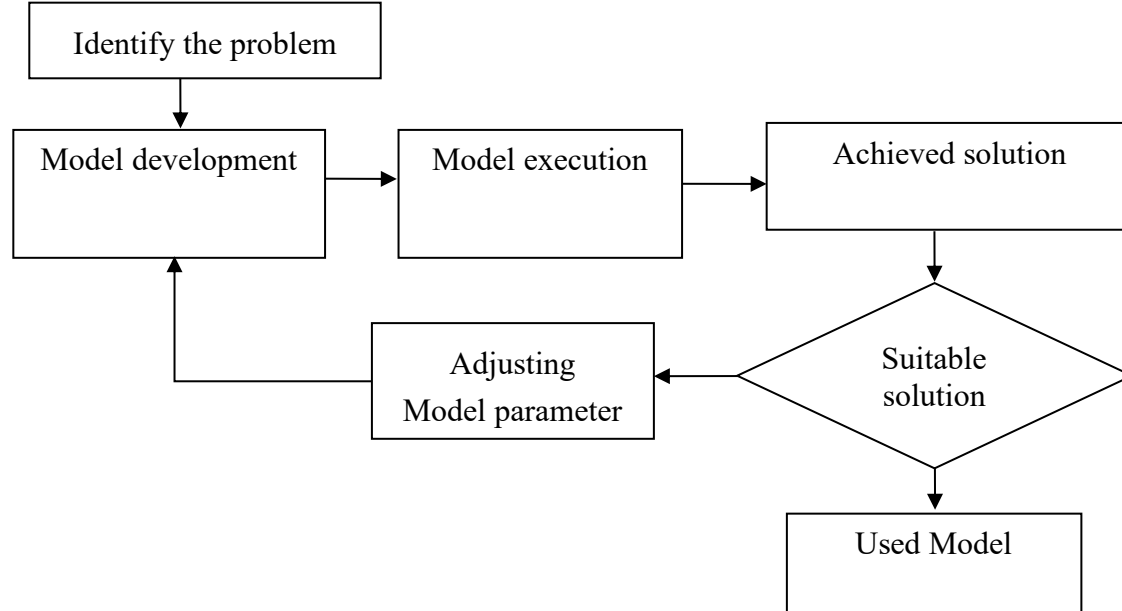 Identify the problem
Model development
Model execution
Achieved solution
Adjusting
Model parameter
Suitable
solution
Used Model